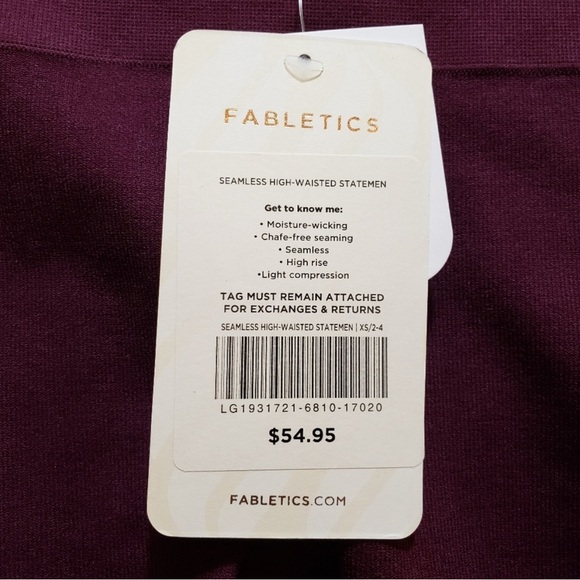 FABLETICS
SEAMLESS HIGH-WAISTED STATEMEN
Get to know me:
• Moisture-wicking
• Chafe-free seaming
• Seamless
• High rise
•Light compression
TAG MUST REMAIN ATTACHED
FOR EXCHANGES & RETURNS
SEAMLESS HIGH-WAISTED STATEMEN | XS/2-4
LG1931721-6810-17020
$54.95
FABLETICS.COM